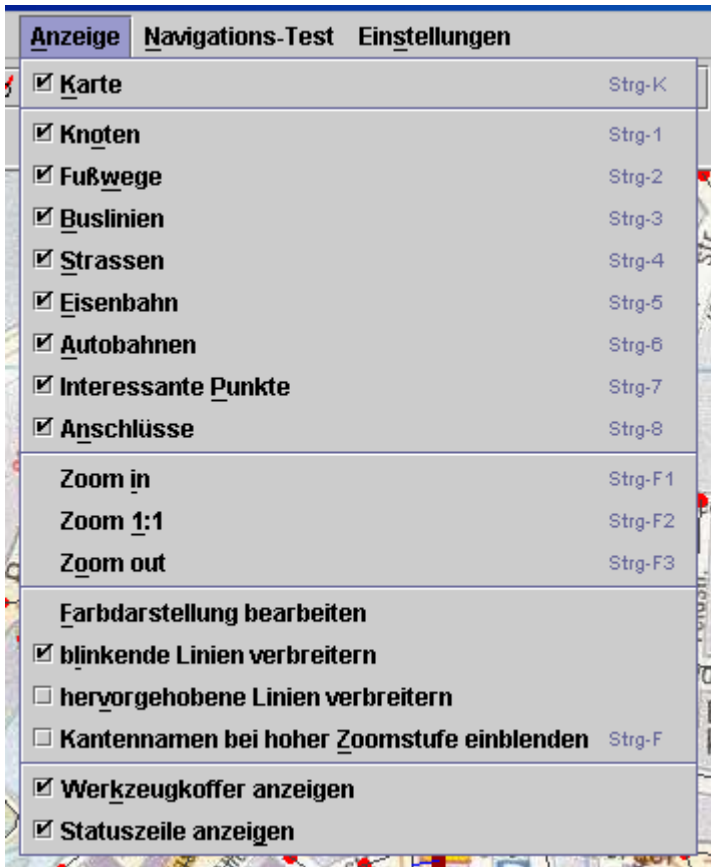 Anzeige Navigations-Test Einstellungen
Karte Strg-K
Knoten Strg-1
Fußwege Strg-2
Buslinien Strg-3
Strassen Strg-4
Eisenbahn Strg-5
Autobahnen Strg-6
Interessante Punkte Strg-7
Anschlüsse Strg-8
Zoom in Strg-F1
Zoom 1:1 Strg-F2
Zoom out Strg-F3
Farbdarstellung bearbeiten
blinkende Linien verbreitern
hervorgehobene Linien verbreitern
Kantennamen bei hoher Zoomstufe einblenden Strg-F
Werkzeugkoffer anzeigen
Statuszeile anzeigen